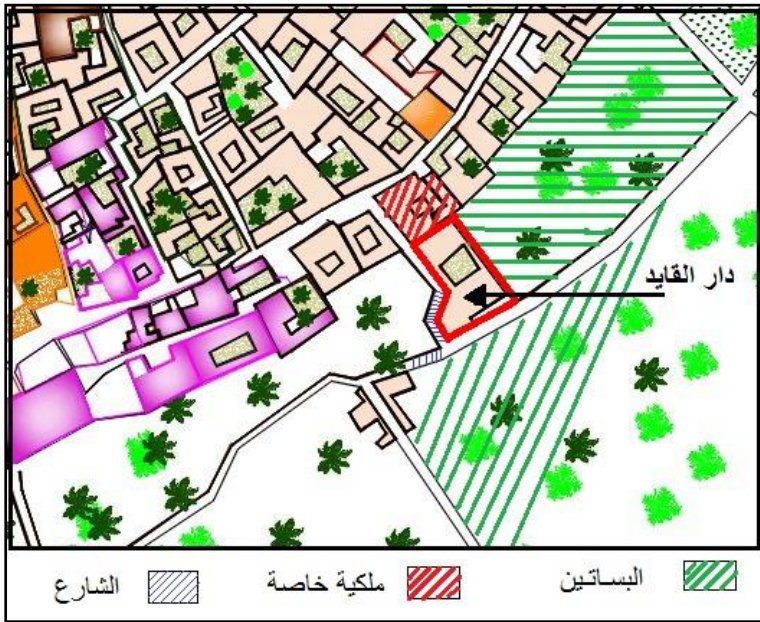 دار القايد
البساتين
ملكية خاصة
الشارع